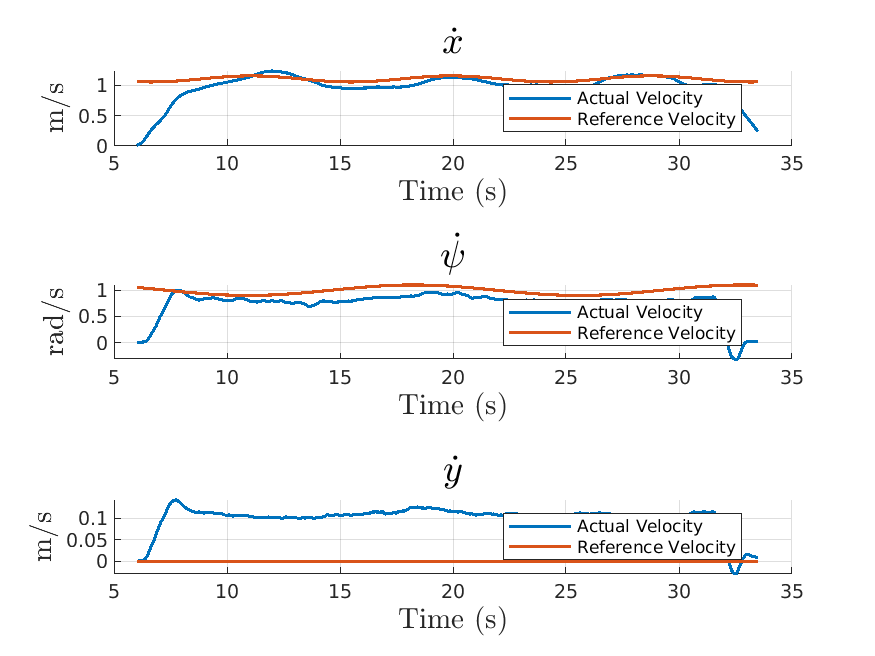 ẋ
m/s
1
0.5
0
Actual Velocity
Reference Velocity
5 10 15 20 25 30 35
Time (s)
ψ̇
rad/s
1
0.5
0
Actual Velocity
Reference Velocity
5 10 15 20 25 30 35
Time (s)
ẏ
m/s
0.1
0.05
0
Actual Velocity
Reference Velocity
5 10 15 20 25 30 35
Time (s)